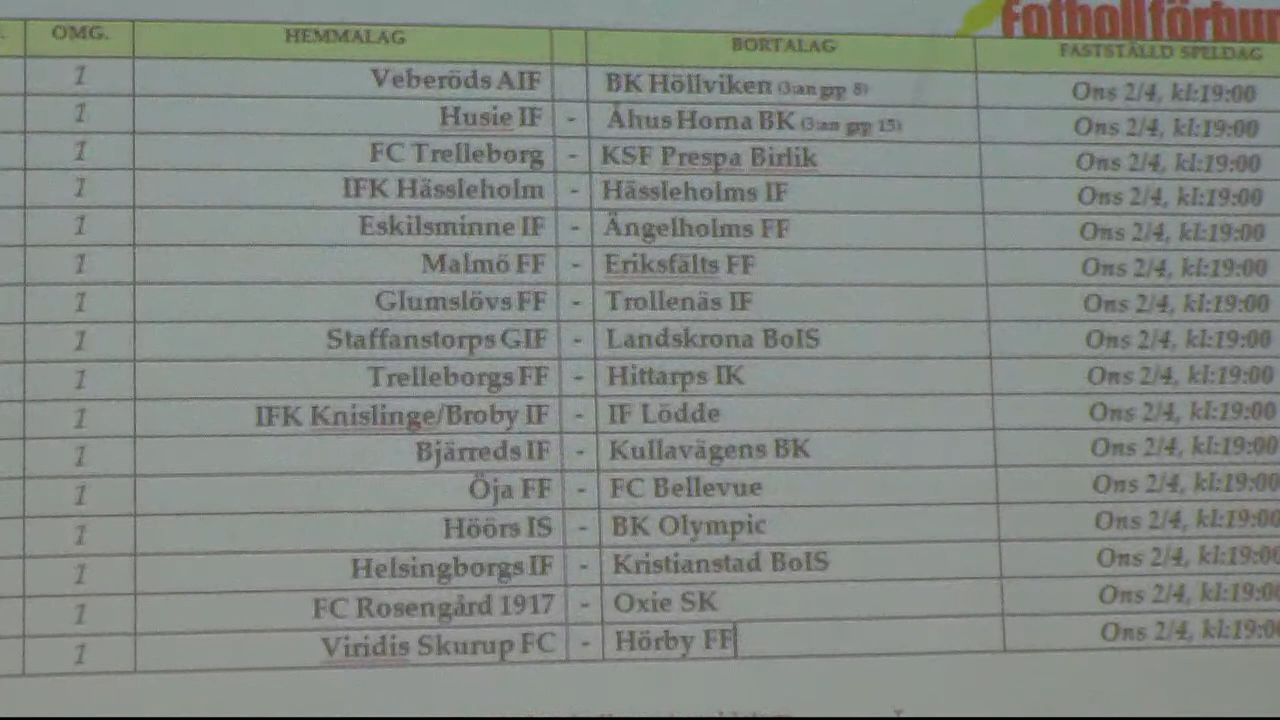 Fotbollförbun
OMG. HEMMALAG BORTALAG FASTSTÄLLD SPELDAG
1 Veberöds AIF BK Höllviken (3:an grp 8) Ons 2/4, kl:19:00
1 Husie IF - Åhus Horna BK (3:an grp 15) Ons 2/4, kl:19:00
1 FC Trelleborg - KSF Prespa Birlik Ons 2/4, kl:19:00
1 IFK Hässleholm - Hässleholms IF Ons 2/4, kl:19:00
1 Eskilsminne IF - Ängelholms FF Ons 2/4, kl:19:00
1 Malmö FF - Eriksfälts FF Ons 2/4, kl:19:00
1 Glumslövs FF - Trollenäs IF Ons 2/4, kl:19:00
1 Staffanstorps GIF - Landskrona BoIS Ons 2/4, kl:19:00
1 Trelleborgs FF - Hittarps IK Ons 2/4, kl:19:00
1 IFK Knislinge/Broby IF - IF Lödde Ons 2/4, kl:19:00
1 Bjärreds IF - Kullavägens BK Ons 2/4, kl:19:00
1 Öja FF - FC Bellevue Ons 2/4, kl:19:00
1 Höörs IS - BK Olympic Ons 2/4, kl:19:00
1 Helsingborgs IF - Kristianstad BoIS Ons 2/4, kl:19:00
1 FC Rosengård 1917 - Oxie SK Ons 2/4, kl:19:00
1 Viridis Skurup FC - Hörby FF Ons 2/4, kl:19:00